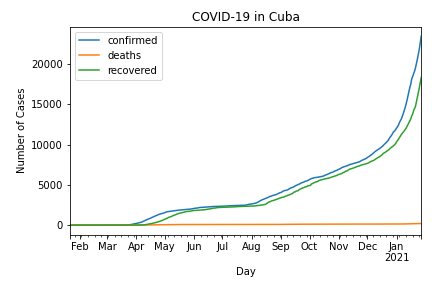 COVID-19 in Cuba
confirmed
deaths
recovered
Number of Cases
20000
15000
10000
5000
0
Feb Mar Apr May Jun Jul Aug Sep Oct Nov Dec Jan
2021
Day